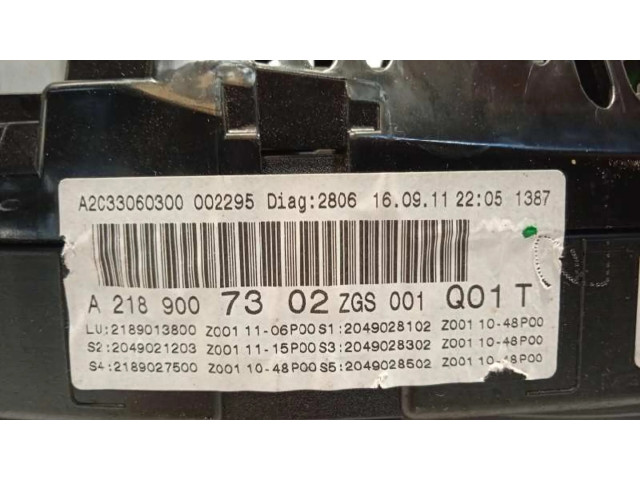 A2C33060300 002295 Diag:2806 16.09.11 22:05 1387
A 218 900 73 02 ZGS 001 Q01 T
LU:2189013800 Z001 11-06P00 S1:2049028102 Z001 10-48P00
S2:2049021203 Z001 11-15P00 S3:2049028302 Z001 10-48P00
S4:2189027500 Z001 10-48P00 S5:2049028502 Z001 10-48P00